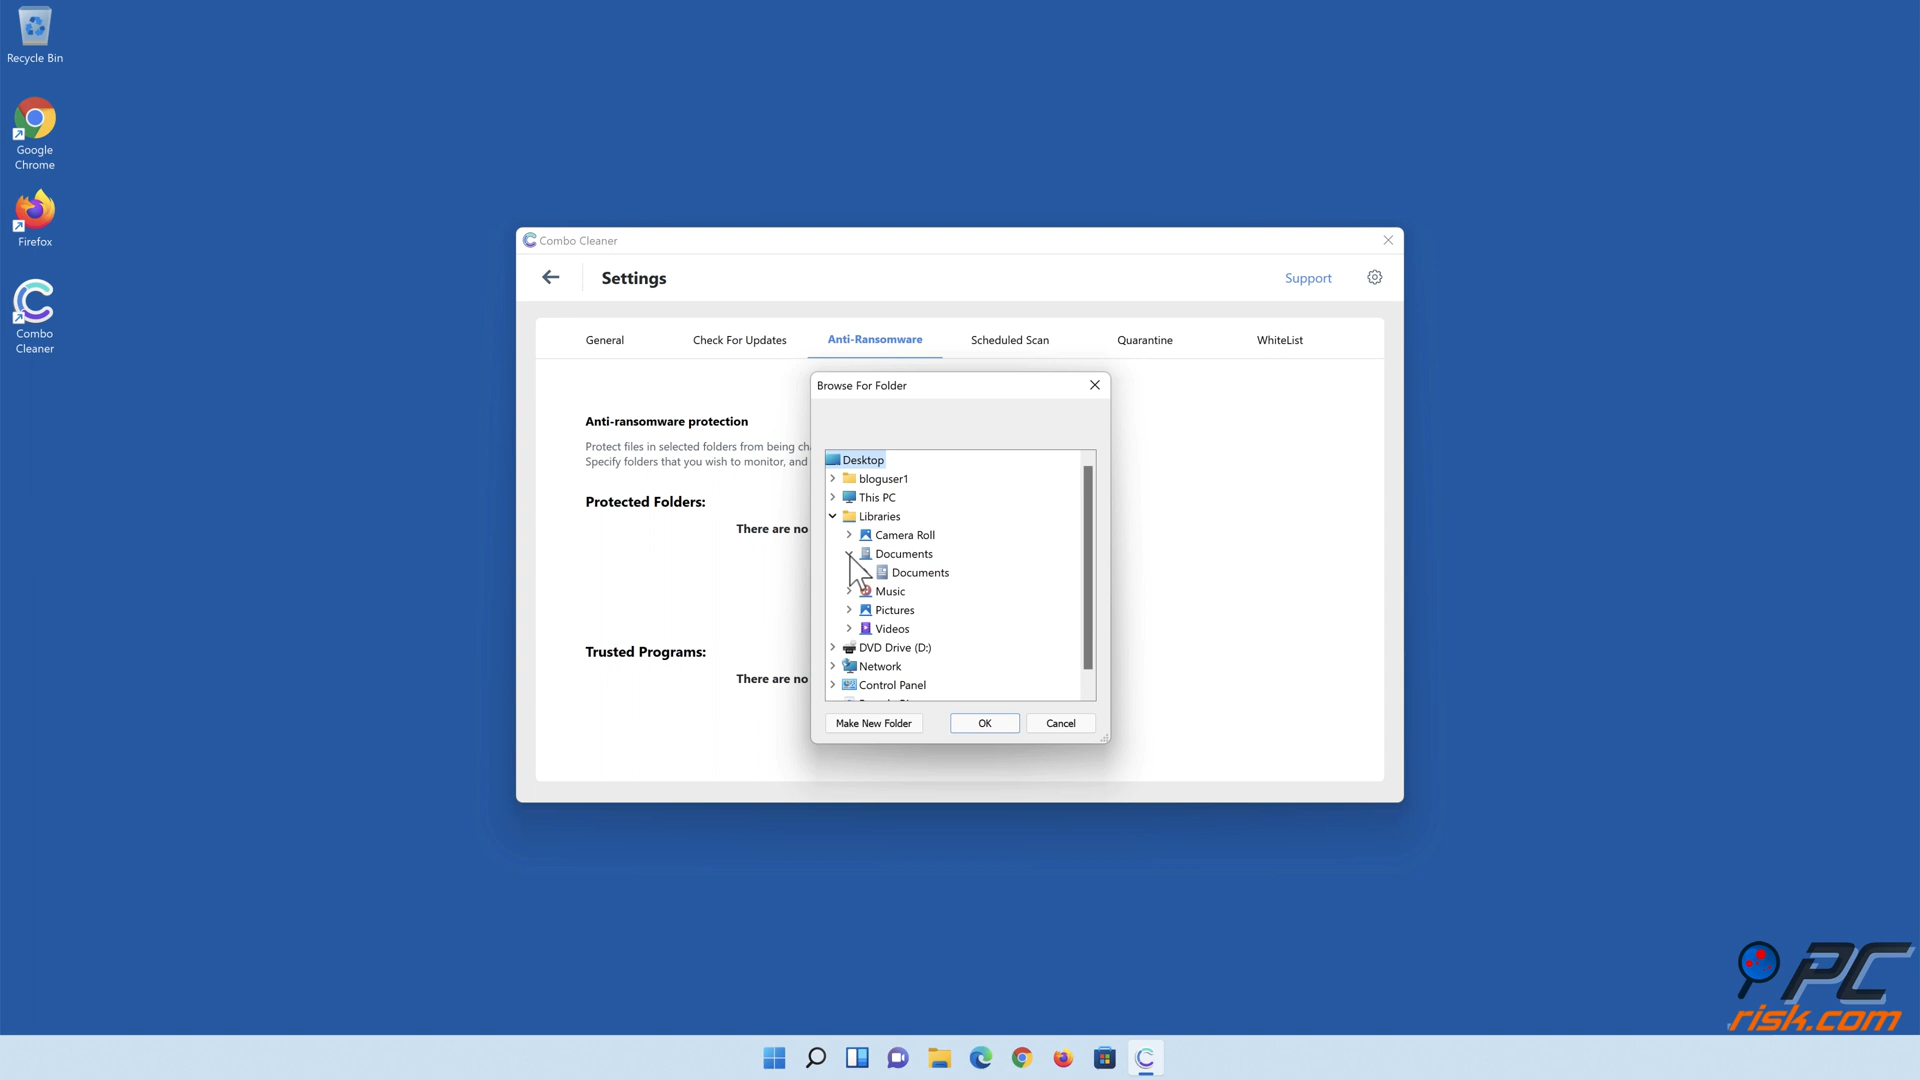 Recycle Bin
Google
Chrome
Firefox
Combo
Cleaner
Combo Cleaner
Settings
Support
General
Check For Updates
Anti-Ransomware
Scheduled Scan
Quarantine
WhiteList
Anti-ransomware protection
Protect files in selected folders from being
Specify folders that you wish to monitor, and
Protected Folders:
There are no
Trusted Programs:
There are no
Browse For Folder
Desktop
bloguser1
This PC
Libraries
Camera Roll
Documents
Documents
Music
Pictures
Videos
DVD Drive (D:)
Network
Control Panel
Make New Folder
OK
Cancel
PC
risk.com